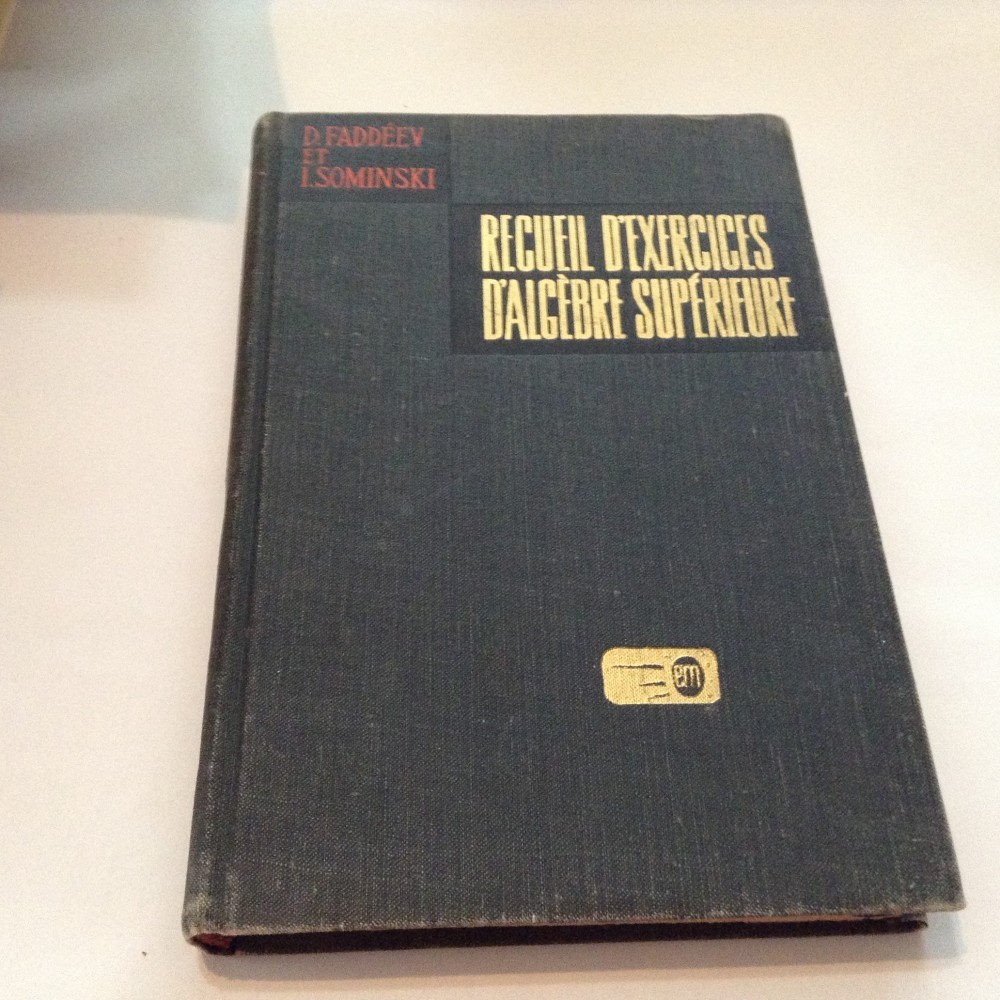 D. FADDÉEV
ET
I. SOMINSKI
RECUEIL D'EXERCICES
D'ALGÈBRE SUPÉRIEURE
em